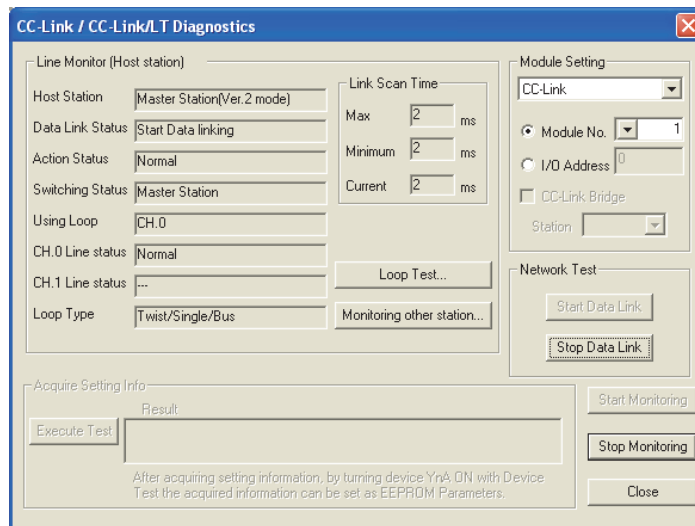 CC-Link / CC-Link/LT Diagnostics
Line Monitor (Host station)
Host Station Master Station(Ver.2 mode)
Data Link Status Start Data linking
Action Status Normal
Switching Status Master Station
Using Loop CH.0
CH.0 Line status Normal
CH.1 Line status ---
Loop Type Twist/Single/Bus
Link Scan Time
Max 2 ms
Minimum 2 ms
Current 2 ms
Loop Test...
Monitoring other station...
Module Setting
CC-Link
Module No. 1
I/O Address 0
CC-Link Bridge
Station
Network Test
Start Data Link
Stop Data Link
Acquire Setting Info
Result
Execute Test
After acquiring setting information, by turning device YnA ON with Device
Test the acquired information can be set as EEPROM Parameters.
Start Monitoring
Stop Monitoring
Close